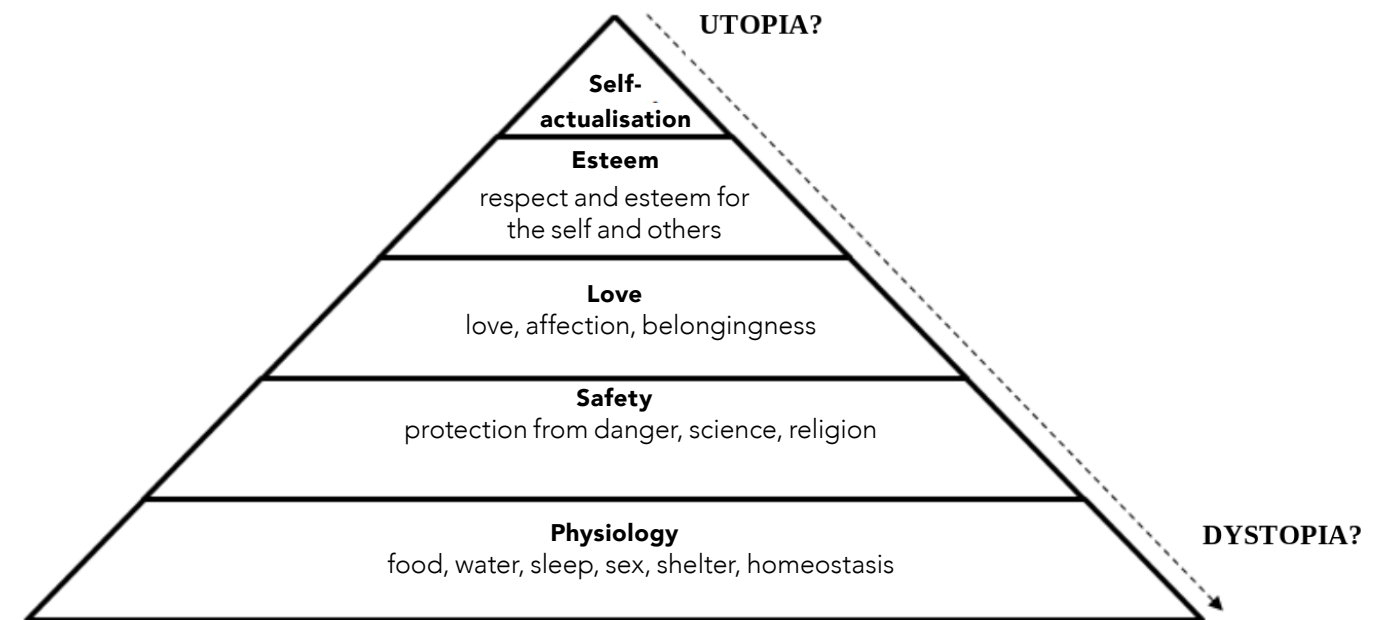 UTOPIA?
Self-
actualisation
Esteem
respect and esteem for
the self and others
Love
love, affection, belongingness
Safety
protection from danger, science, religion
Physiology
food, water, sleep, sex, shelter, homeostasis
DYSTOPIA?